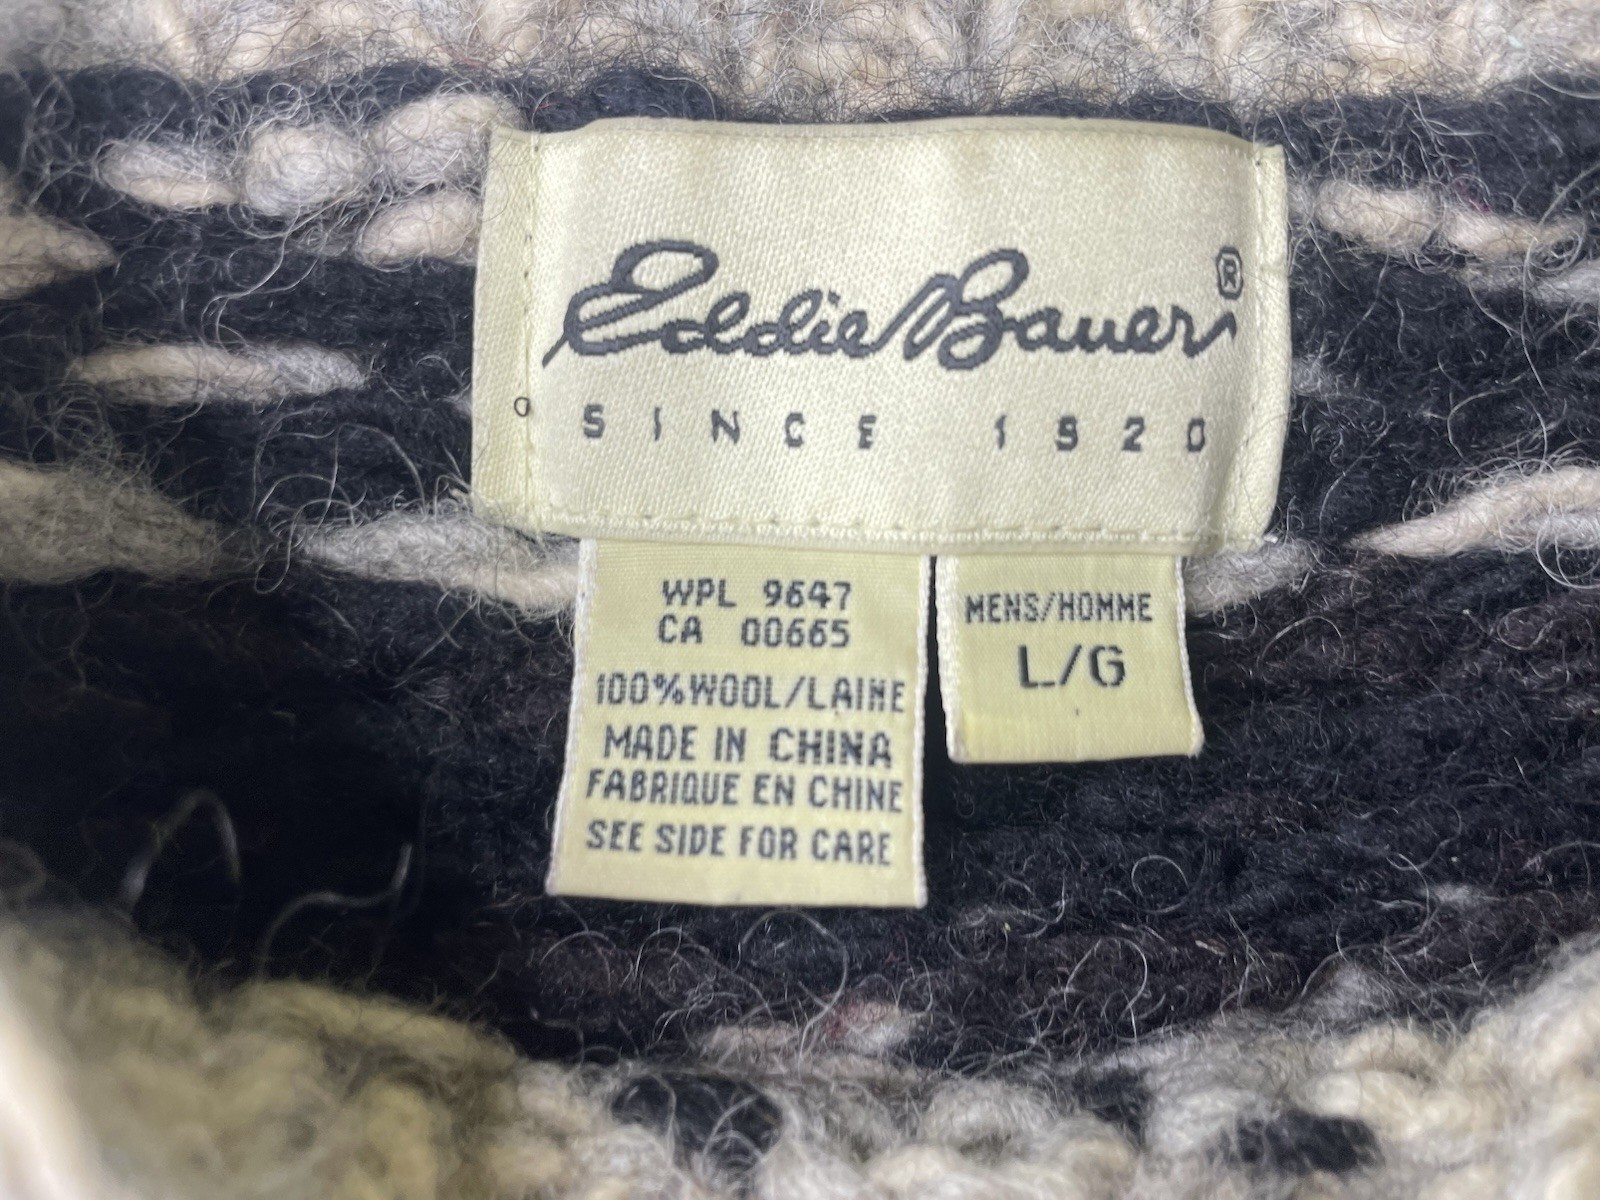 Eddie Bauer®
SINCE 1920
WPL 9647
CA 00665
100%WOOL/LAINE
MADE IN CHINA
FABRIQUE EN CHINE
SEE SIDE FOR CARE
MENS/HOMME
L/G